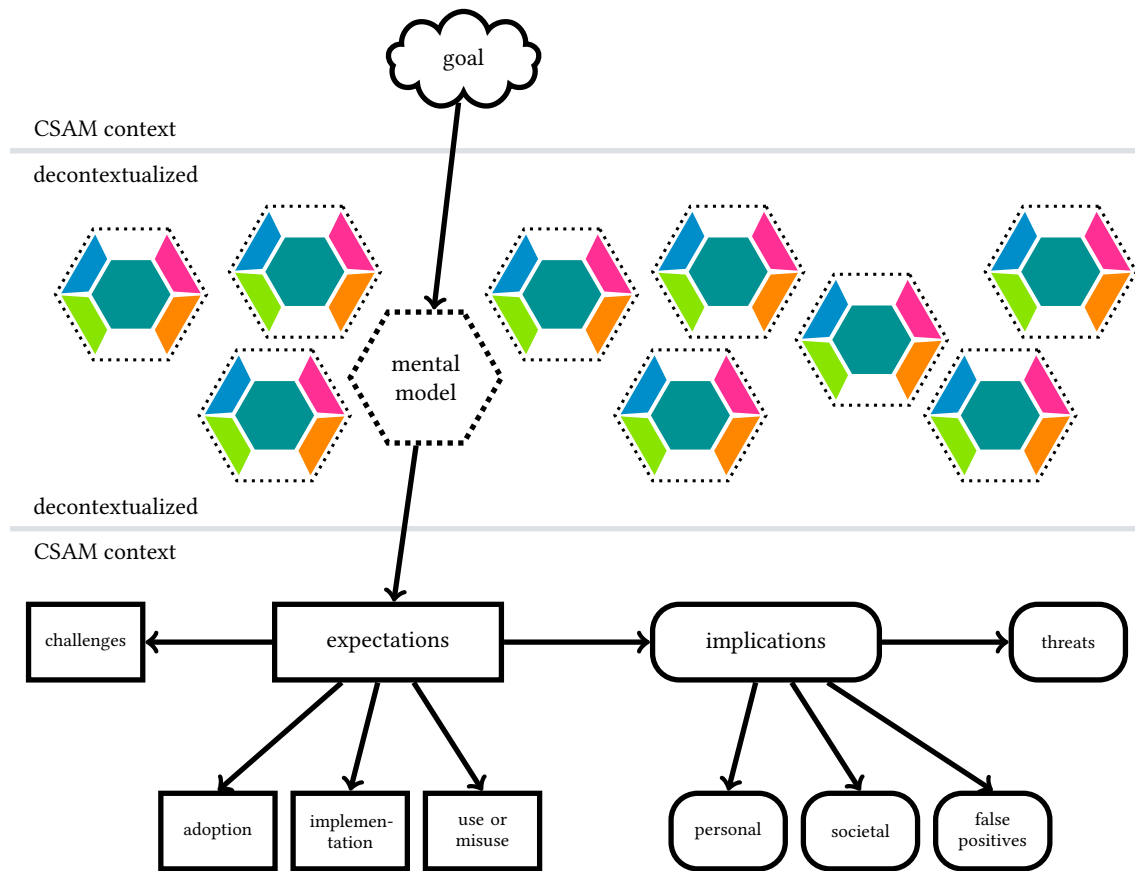 goal
CSAM context
decontextualized
mental
model
decontextualized
CSAM context
challenges
expectations
implications
threats
adoption
implemen-
tation
use or
misuse
personal
societal
false
positives